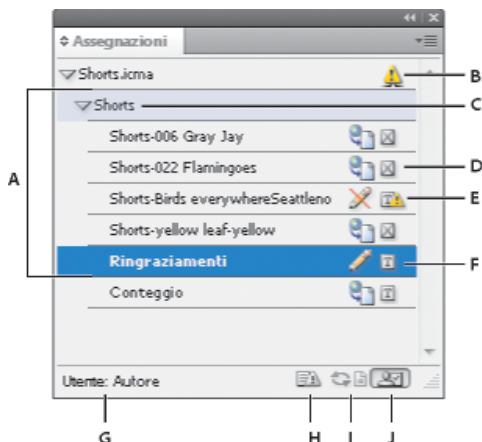 Assegnazioni
Shorts.icma
B
Shorts
C
A
Shorts-006 Gray Jay
Shorts-022 Flamingoes
D
Shorts-Birds everywhereSeattleno
E
Shorts-yellow leaf-yellow
Ringraziamenti
F
Conteggio
Utente: Autore
G
H
I
J